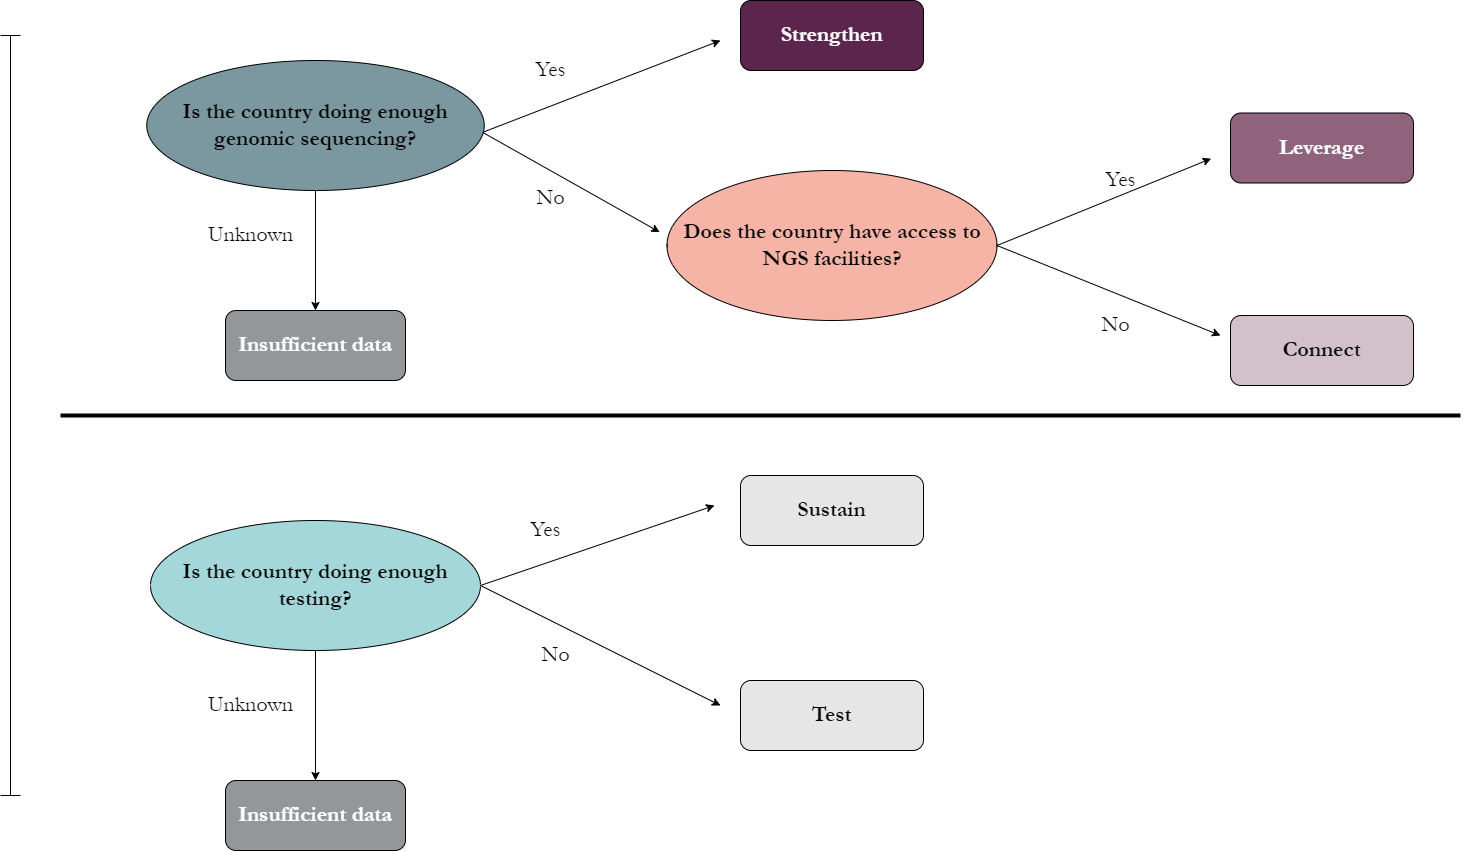 Strengthen
Yes
Is the country doing enough
genomic sequencing?
Leverage
Yes
No
Does the country have access to
NGS facilities?
Unknown
No
Insufficient data
Connect
Sustain
Yes
Is the country doing enough
testing?
No
Unknown
Test
Insufficient data